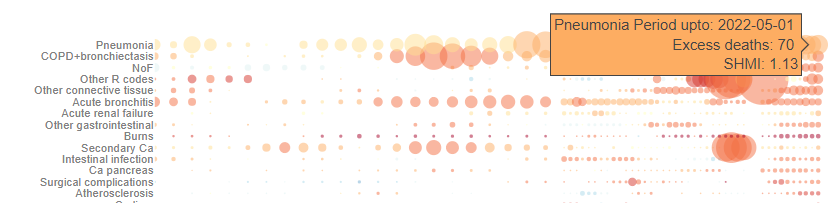 Pneumonia Period upto: 2022-05-01
Excess deaths: 70
SHMI: 1.13
Pneumonia
COPD+bronchiectasis
NoF
Other R codes
Other connective tissue
Acute bronchitis
Acute renal failure
Other gastrointestinal
Burns
Secondary Ca
Intestinal infection
Ca pancreas
Surgical complications
Atherosclerosis